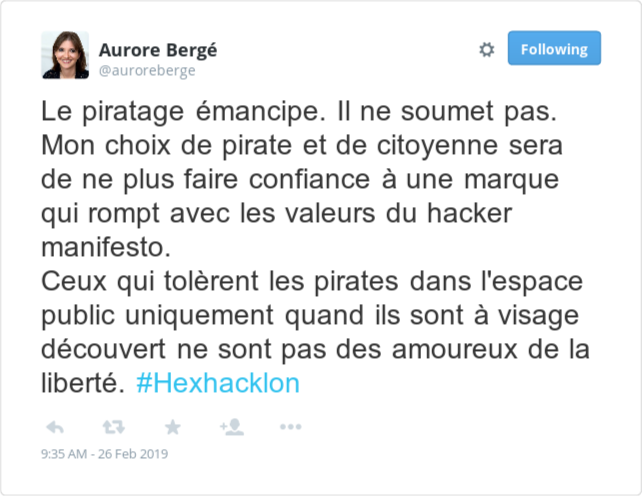 Aurore Bergé
@auroreberge
Following
Le piratage émancipe. Il ne soumet pas.
Mon choix de pirate et de citoyenne sera
de ne plus faire confiance à une marque
qui rompt avec les valeurs du hacker
manifesto.
Ceux qui tolèrent les pirates dans l'espace
public uniquement quand ils sont à visage
découvert ne sont pas des amoureux de la
liberté. #Hexhacklon
9:35 AM - 26 Feb 2019